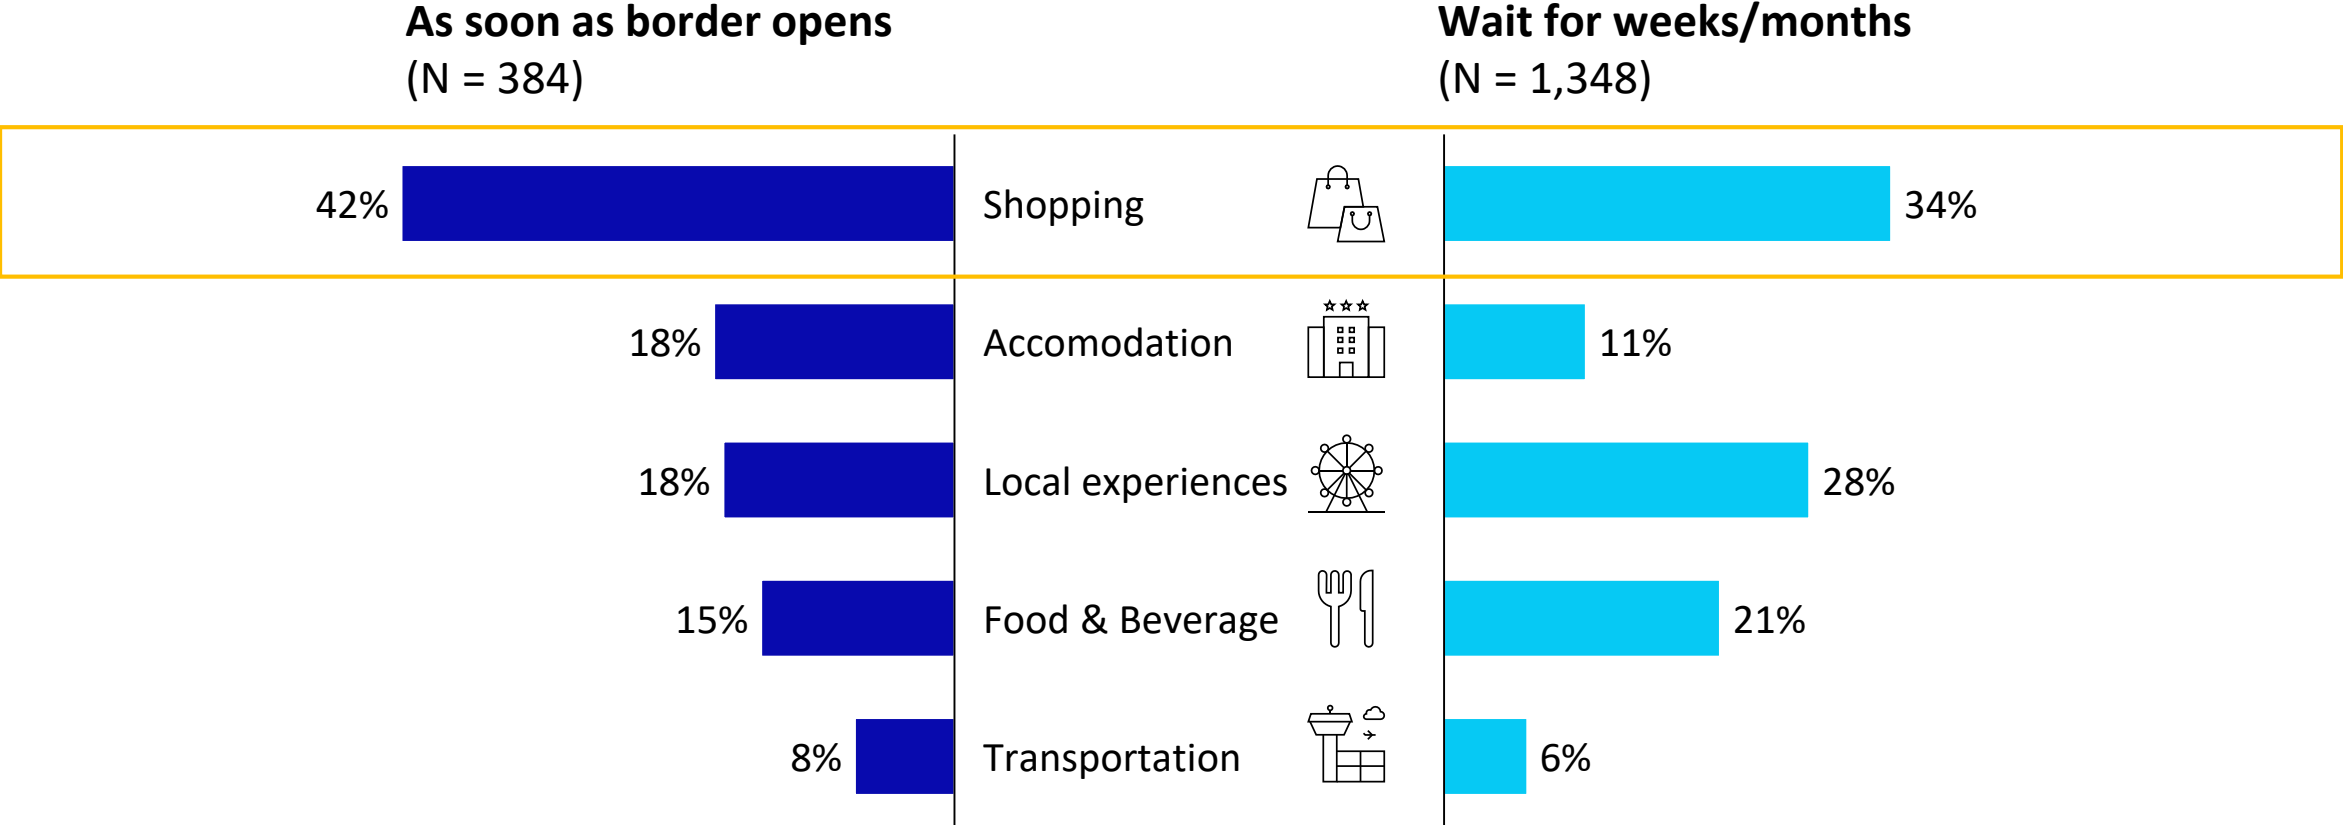 As soon as border opens
(N = 384)
Wait for weeks/months
(N = 1,348)
42%
Shopping
34%
18%
Accomodation
11%
18%
Local experiences
28%
15%
Food & Beverage
21%
8%
Transportation
6%